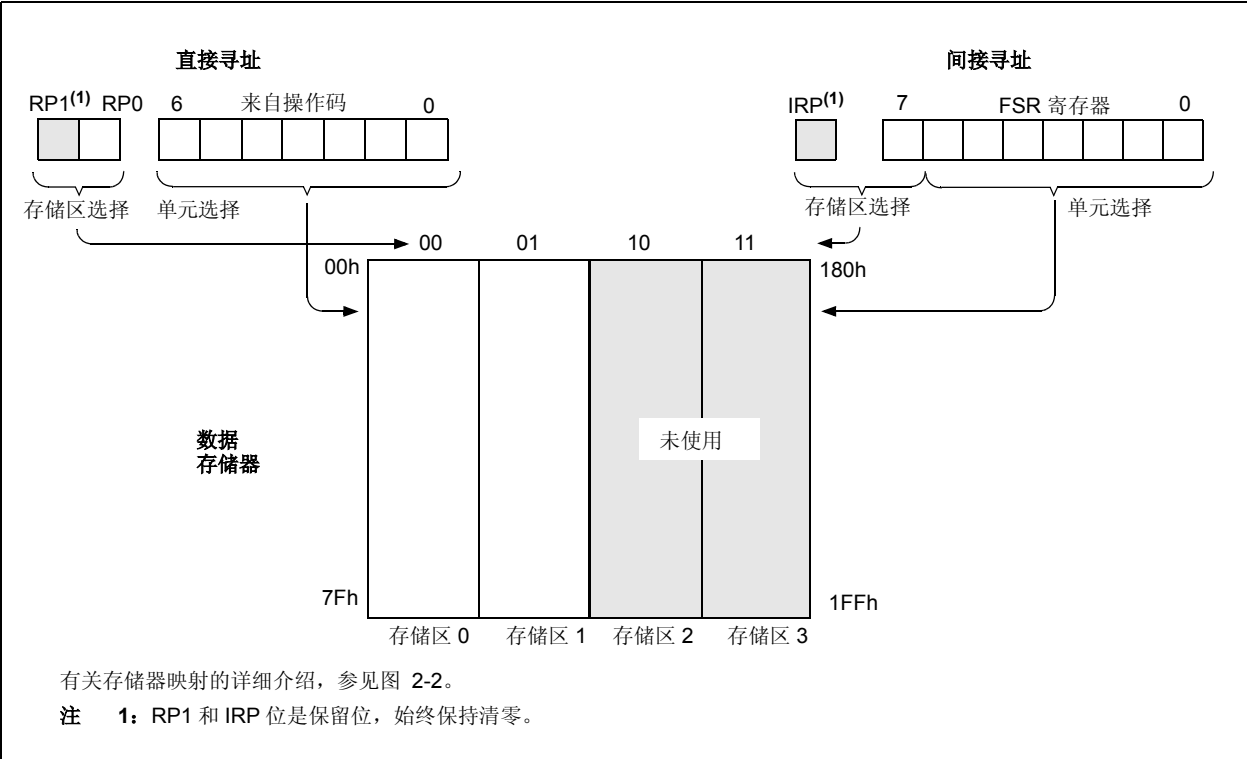 直接寻址
间接寻址
RP1(1) RP0 6 来自操作码 0
IRP(1) 7 FSR 寄存器 0
存储区选择 单元选择
存储区选择 单元选择
00 01 10 11
00h
180h
未使用
数据
存储器
7Fh
1FFh
存储区 0 存储区 1 存储区 2 存储区 3
有关存储器映射的详细介绍，参见图 2-2。
注 1：RP1 和 IRP 位是保留位，始终保持清零。